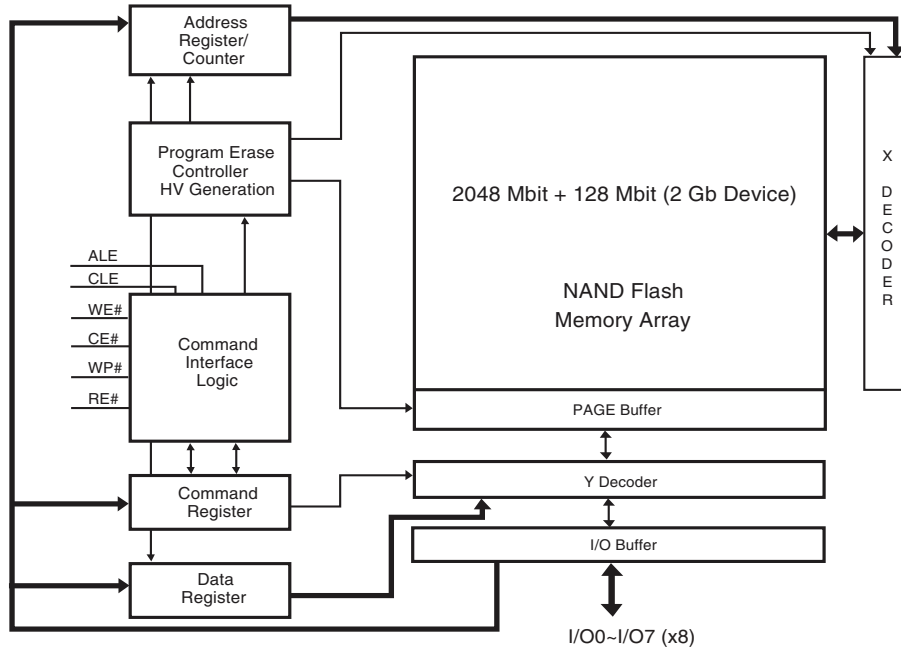 Address
Register/
Counter
Program Erase
Controller
HV Generation
2048 Mbit + 128 Mbit (2 Gb Device)
NAND Flash
Memory Array
X
D
E
C
O
D
E
R
ALE
CLE
WE#
CE#
WP#
RE#
Command
Interface
Logic
PAGE Buffer
Command
Register
Y Decoder
I/O Buffer
Data
Register
I/O0~I/O7 (x8)